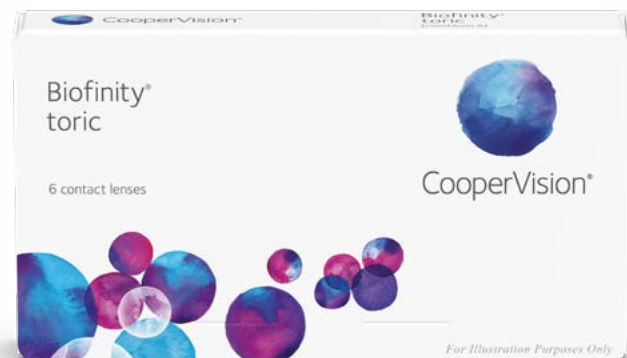 CooperVision®
Biofinity®
toric
Biofinity®
toric
6 contact lenses
CooperVision®
For Illustration Purposes Only